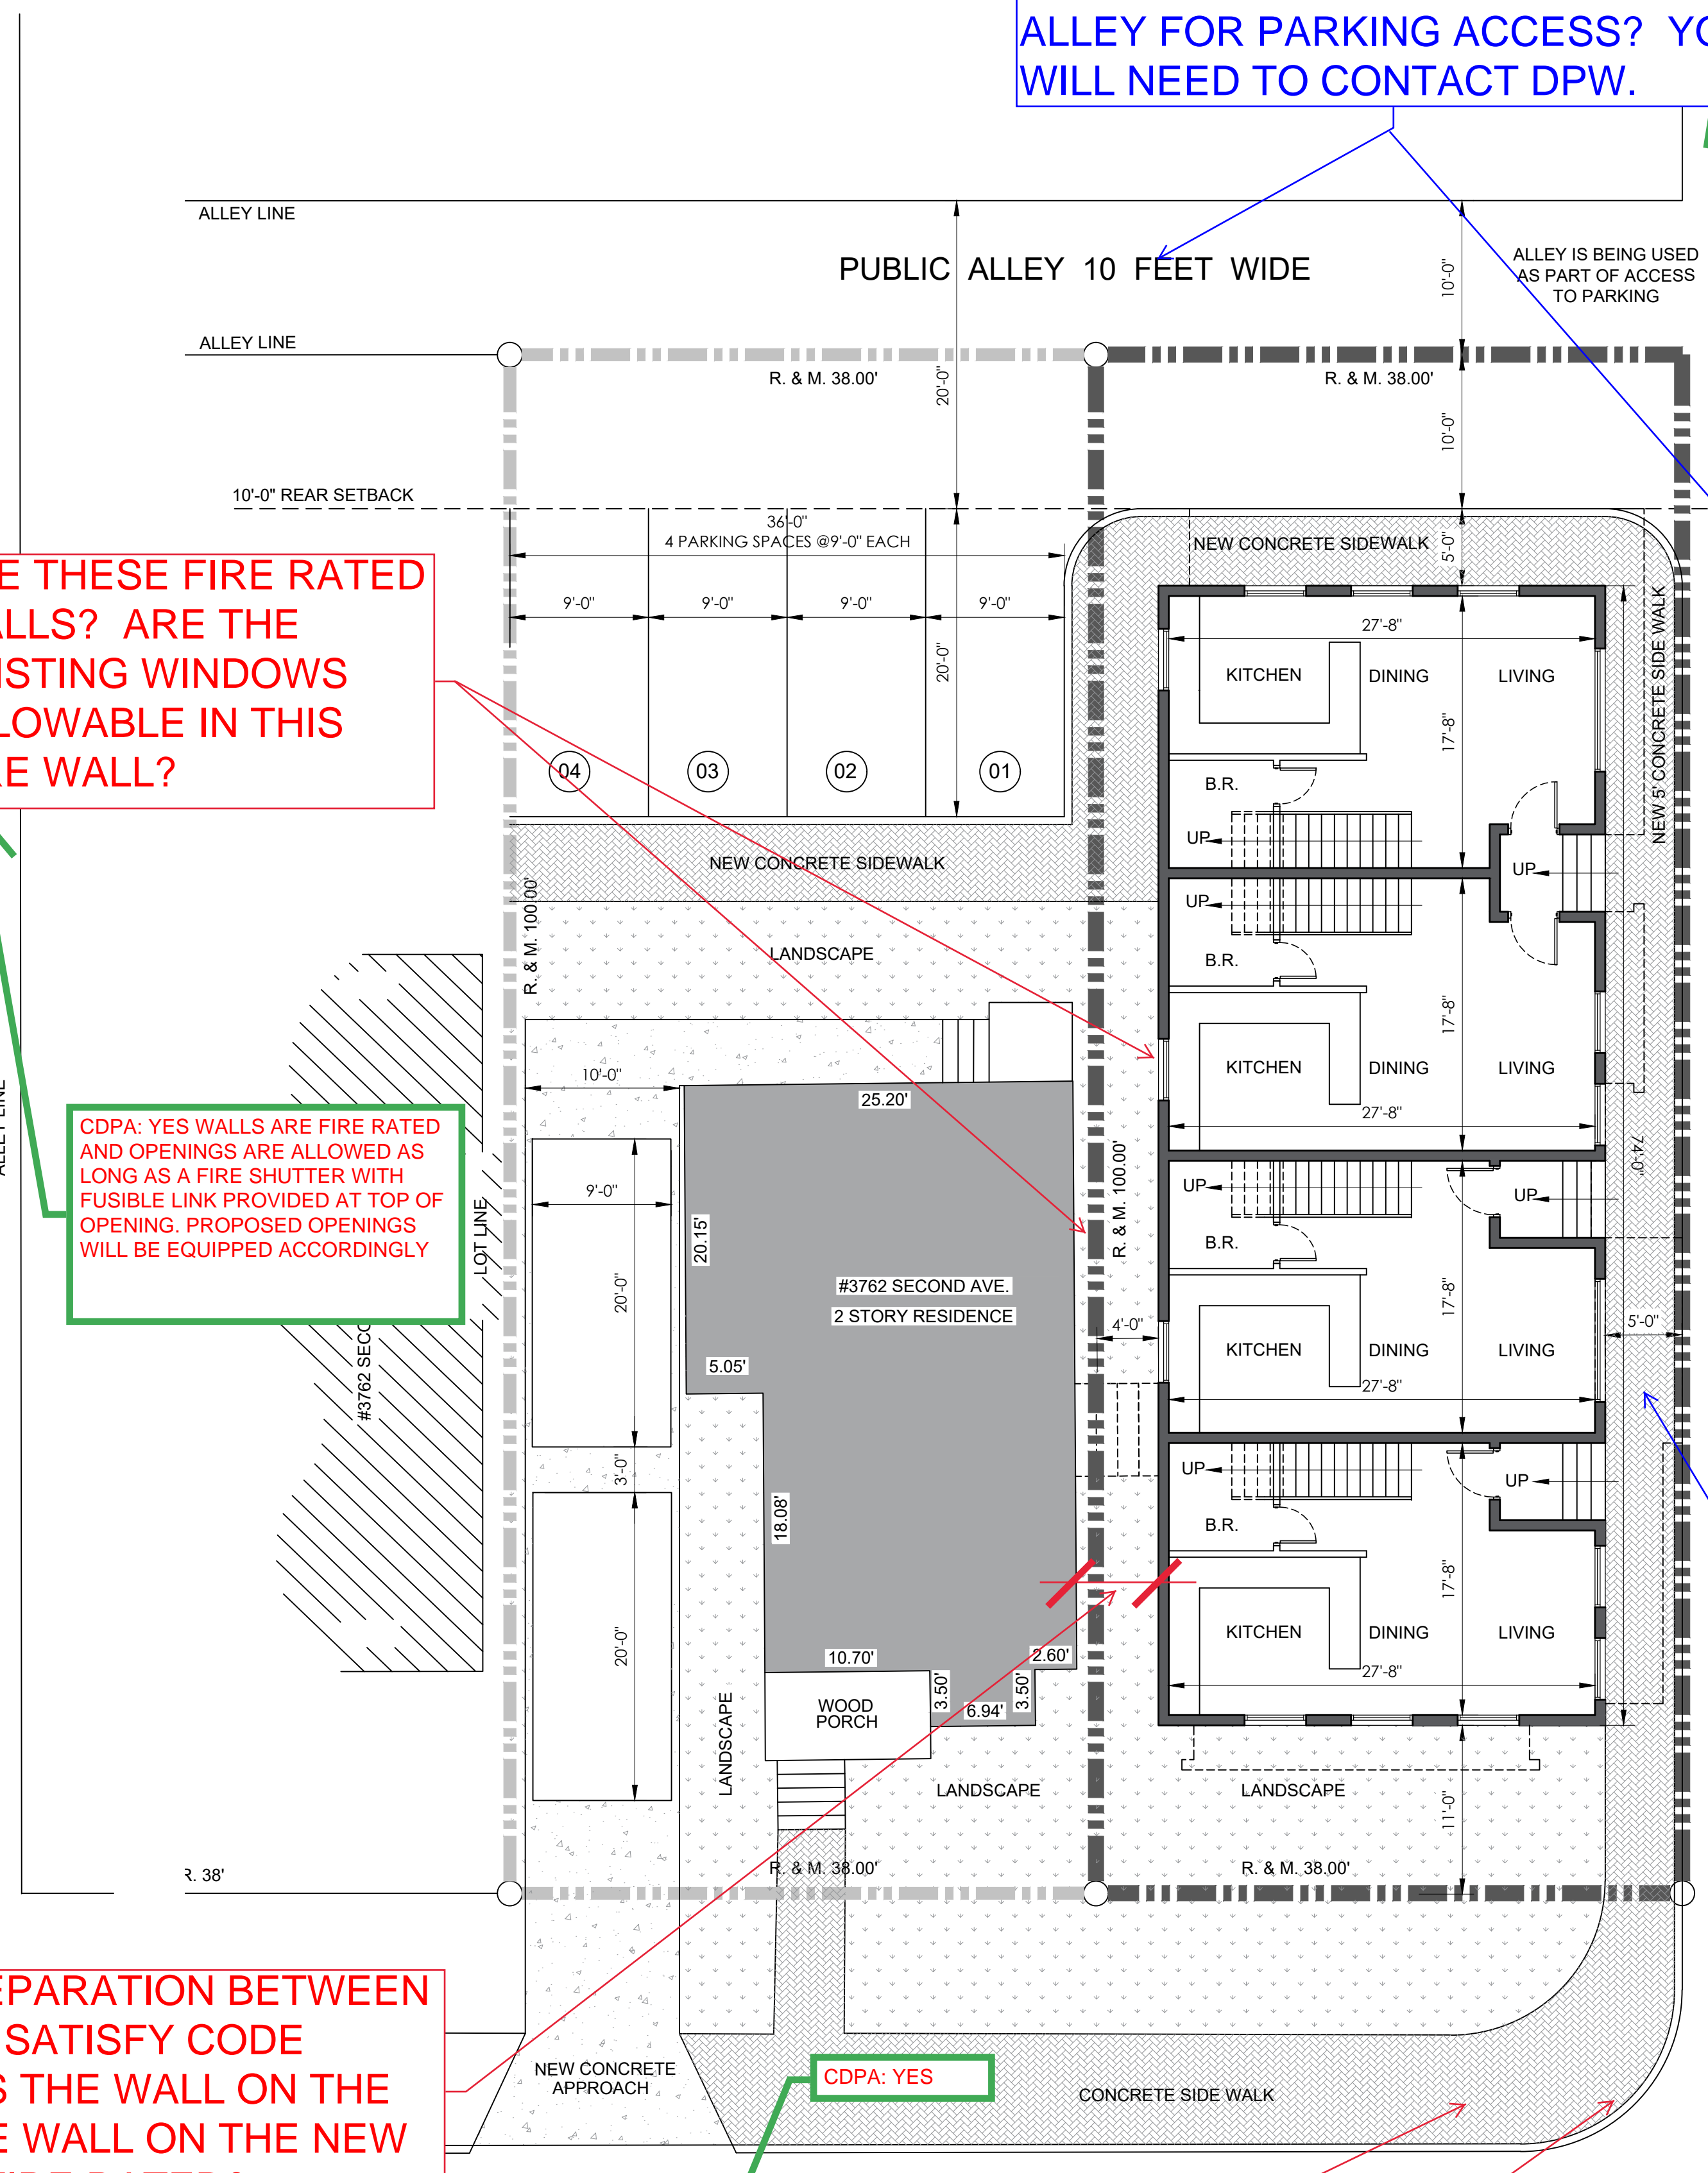 ALLEY FOR PARKING ACCESS?
WILL NEED TO CONTACT DPW.
ALLEY LINE
PUBLIC ALLEY 10 FEET WIDE
ALLEY IS BEING USED
AS PART OF ACCESS
TO PARKING
10'-0"
20'-0"
ALLEY LINE
R. & M. 38.00'
R. & M. 38.00'
10'-0"
10'-0" REAR SETBACK
36'-0"
4 PARKING SPACES @9'-0" EACH
NEW CONCRETE SIDEWALK
5'-0"
THESE FIRE RATED
ARE THE
WINDOWS
IN THIS
WALL?
9'-0"
9'-0"
9'-0"
9'-0"
20'-0"
04
03
02
01
27'-8"
KITCHEN
DINING
LIVING
17'-8"
B.R.
UP
UP
NEW 5' CONCRETE SIDE WALK
NEW CONCRETE SIDEWALK
R. & M. 100.00'
LANDSCAPE
UP
B.R.
17'-8"
KITCHEN
DINING
LIVING
27'-8"
74'-0"
ALLEY LINE
CDPA: YES WALLS ARE FIRE RATED
AND OPENINGS ARE ALLOWED AS
LONG AS A FIRE SHUTTER WITH
FUSIBLE LINK PROVIDED AT TOP OF
OPENING. PROPOSED OPENINGS
WILL BE EQUIPPED ACCORDINGLY
LOT LINE
#3762
10'-0"
25.20'
9'-0"
20.15'
20'-0"
#3762 SECOND AVE.
2 STORY RESIDENCE
5.05'
R. & M. 100.00'
4'-0"
UP
UP
B.R.
17'-8"
KITCHEN
DINING
LIVING
27'-8"
5'-0"
3'-0"
18.08'
20'-0"
UP
UP
B.R.
17'-8"
KITCHEN
DINING
LIVING
27'-8"
10.70'
3.50'
6.94'
3.50'
2.60'
WOOD
PORCH
LANDSCAPE
LANDSCAPE
LANDSCAPE
11'-0"
R. 38'
R. & M. 38.00'
R. & M. 38.00'
BETWEEN
SATISFY CODE
THE WALL ON THE
WALL ON THE NEW
NEW CONCRETE
APPROACH
CDPA: YES
CONCRETE SIDE WALK